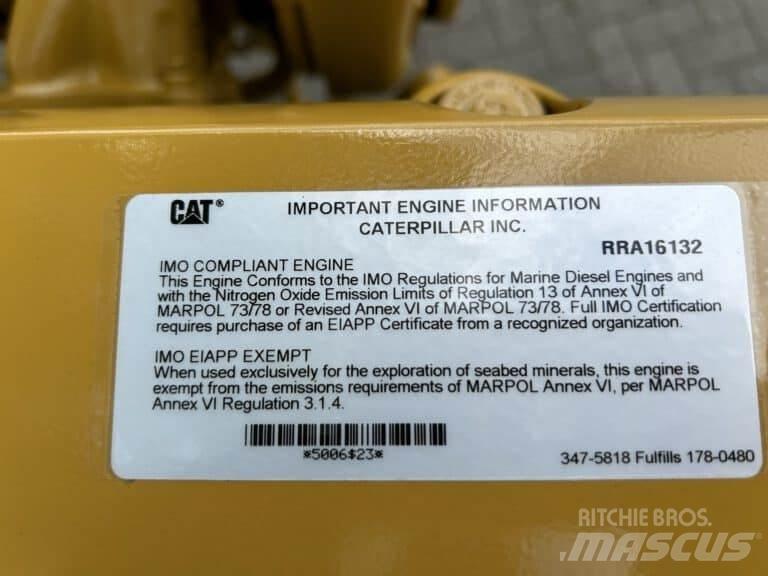 CAT®
IMPORTANT ENGINE INFORMATION
CATERPILLAR INC.
RRA16132
IMO COMPLIANT ENGINE
This Engine Conforms to the IMO Regulations for Marine Diesel Engines and
with the Nitrogen Oxide Emission Limits of Regulation 13 of Annex VI of
MARPOL 73/78 or Revised Annex VI of MARPOL 73/78. Full IMO Certification
requires purchase of an EIAPP Certificate from a recognized organization.
IMO EIAPP EXEMPT
When used exclusively for the exploration of seabed minerals, this engine is
exempt from the emissions requirements of MARPOL Annex VI, per MARPOL
Annex VI Regulation 3.1.4.
*5006$23*
347-5818 Fulfills 178-0480
RITCHIE BROS.
MASCUS